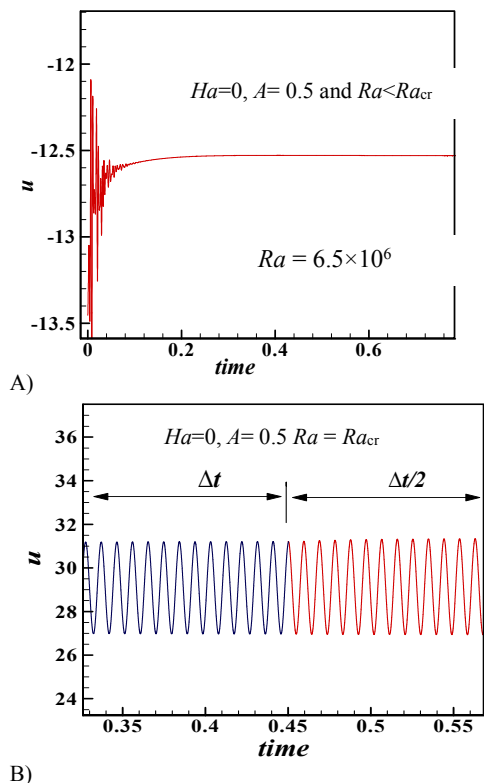 -12
Ha=0, A= 0.5 and Ra<Racr
-12.5
u
-13
Ra = 6.5×10⁶
-13.5
0 0.2 0.4 0.6
time
A)
36
Ha=0, A= 0.5 Ra = Racr
34
Δt Δt/2
32
u
30
28
26
24
0.35 0.4 0.45 0.5 0.55
time
B)